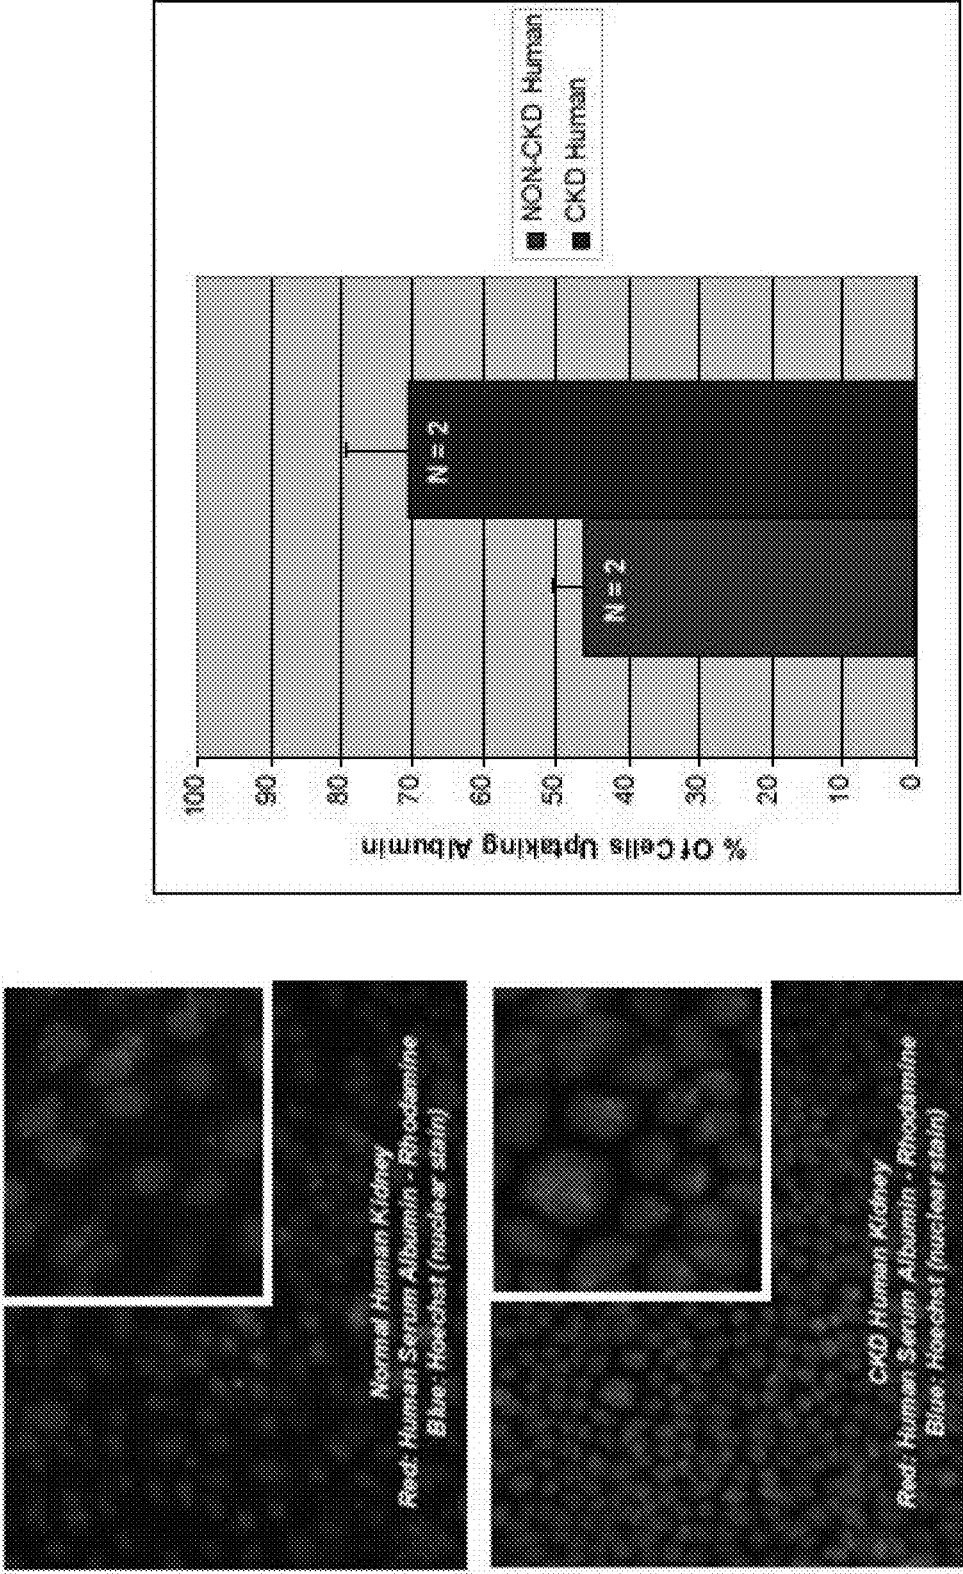 Normal Human Kidney
Red: Human Serum Albumin - Rhodamine
Blue: Hoechst (nuclear stain)
CKD Human Kidney
Red: Human Serum Albumin - Rhodamine
Blue: Hoechst (nuclear stain)
% Of Cells Uptaking Albumin
100
90
80
70
60
50
40
30
20
10
0
N = 2
N = 2
NON-CKD Human
CKD Human